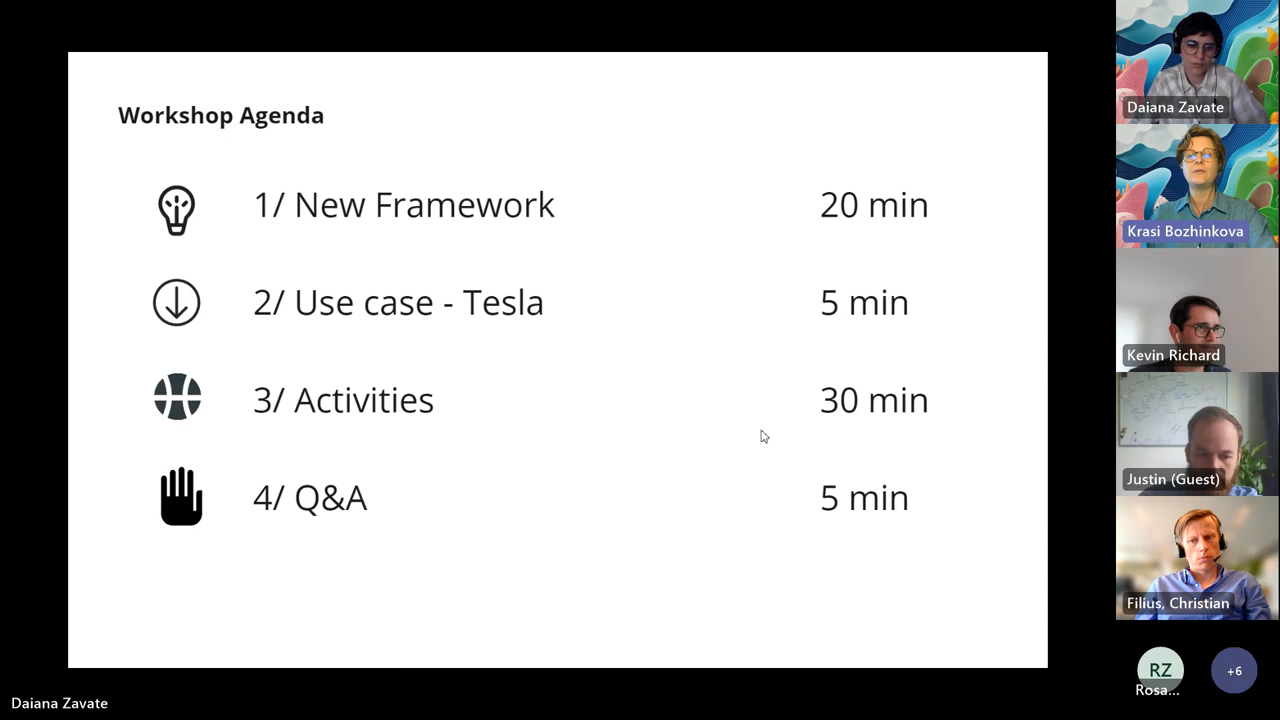 Workshop Agenda
1/ New Framework 20 min
2/ Use case - Tesla 5 min
3/ Activities 30 min
4/ Q&A 5 min
Daiana Zavate
Krasi Bozhinkova
Kevin Richard
Justin (Guest)
Filius, Christian
RZ
Rosa...
+6
Daiana Zavate